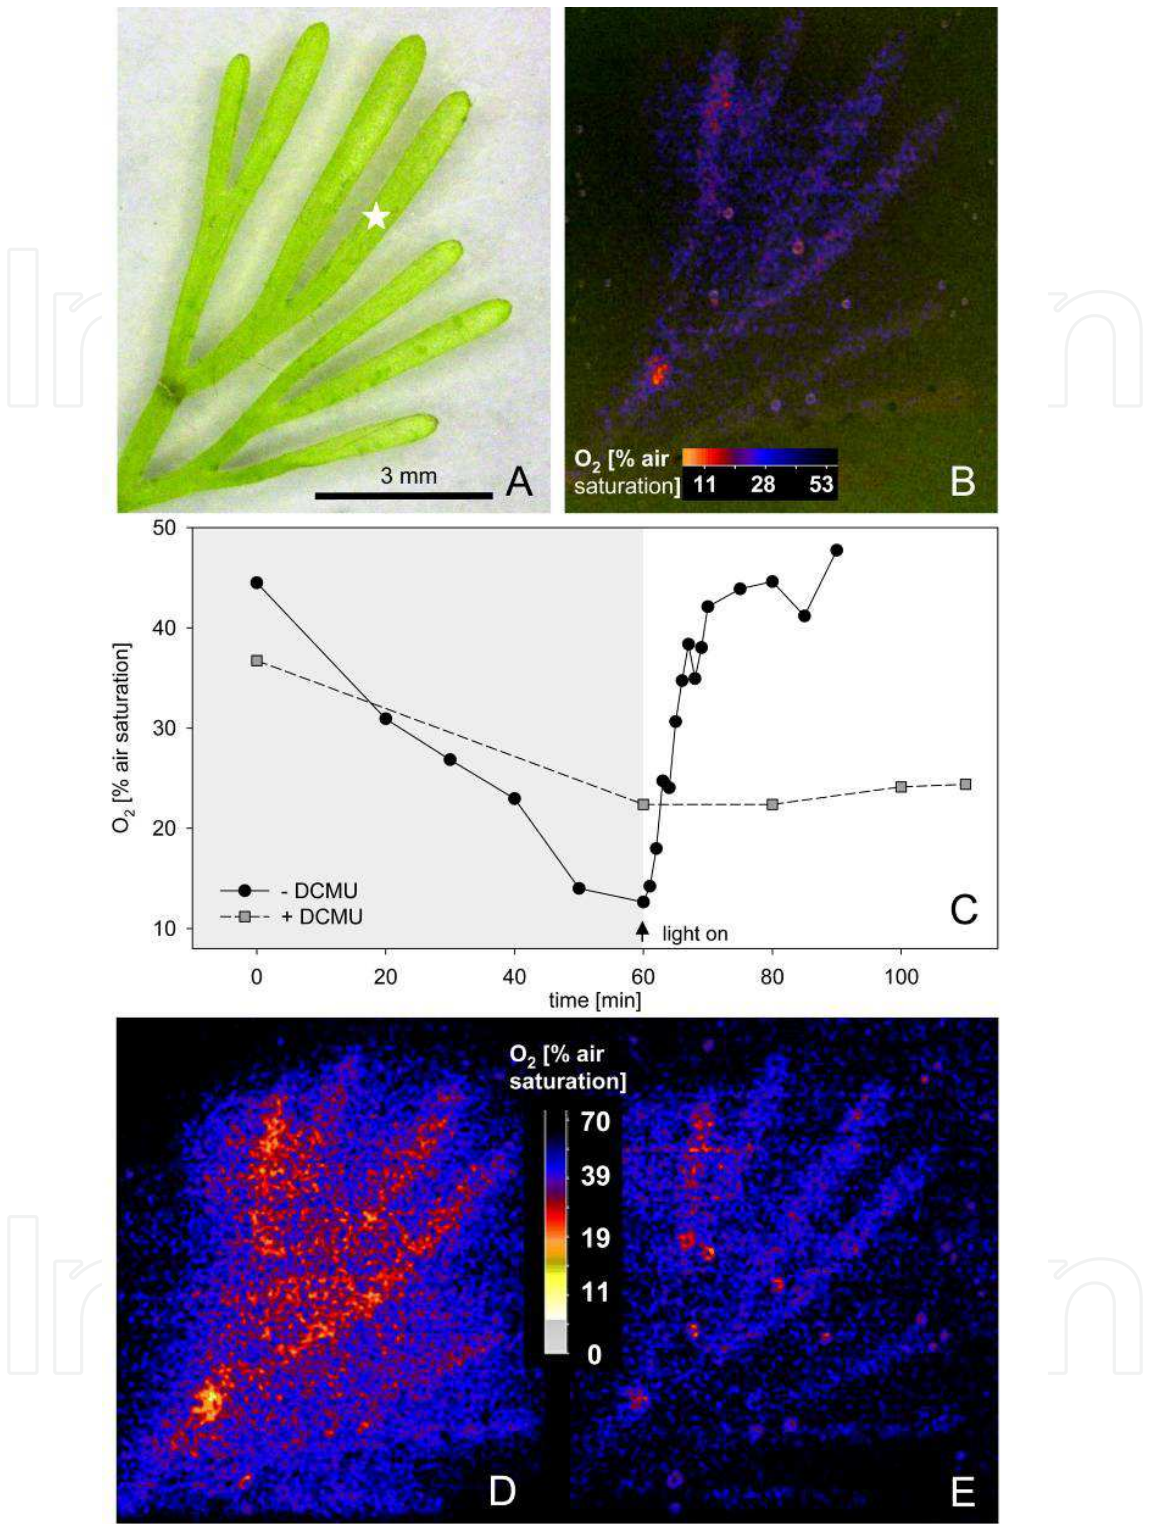 3 mm
A
O2 [% air
saturation]
11 28 53
B
50
40
30
20
10
O2 [% air saturation]
- DCMU
+ DCMU
light on
C
0 20 40 60 80 100
time [min]
O2 [% air
saturation]
70
39
19
11
0
D
E